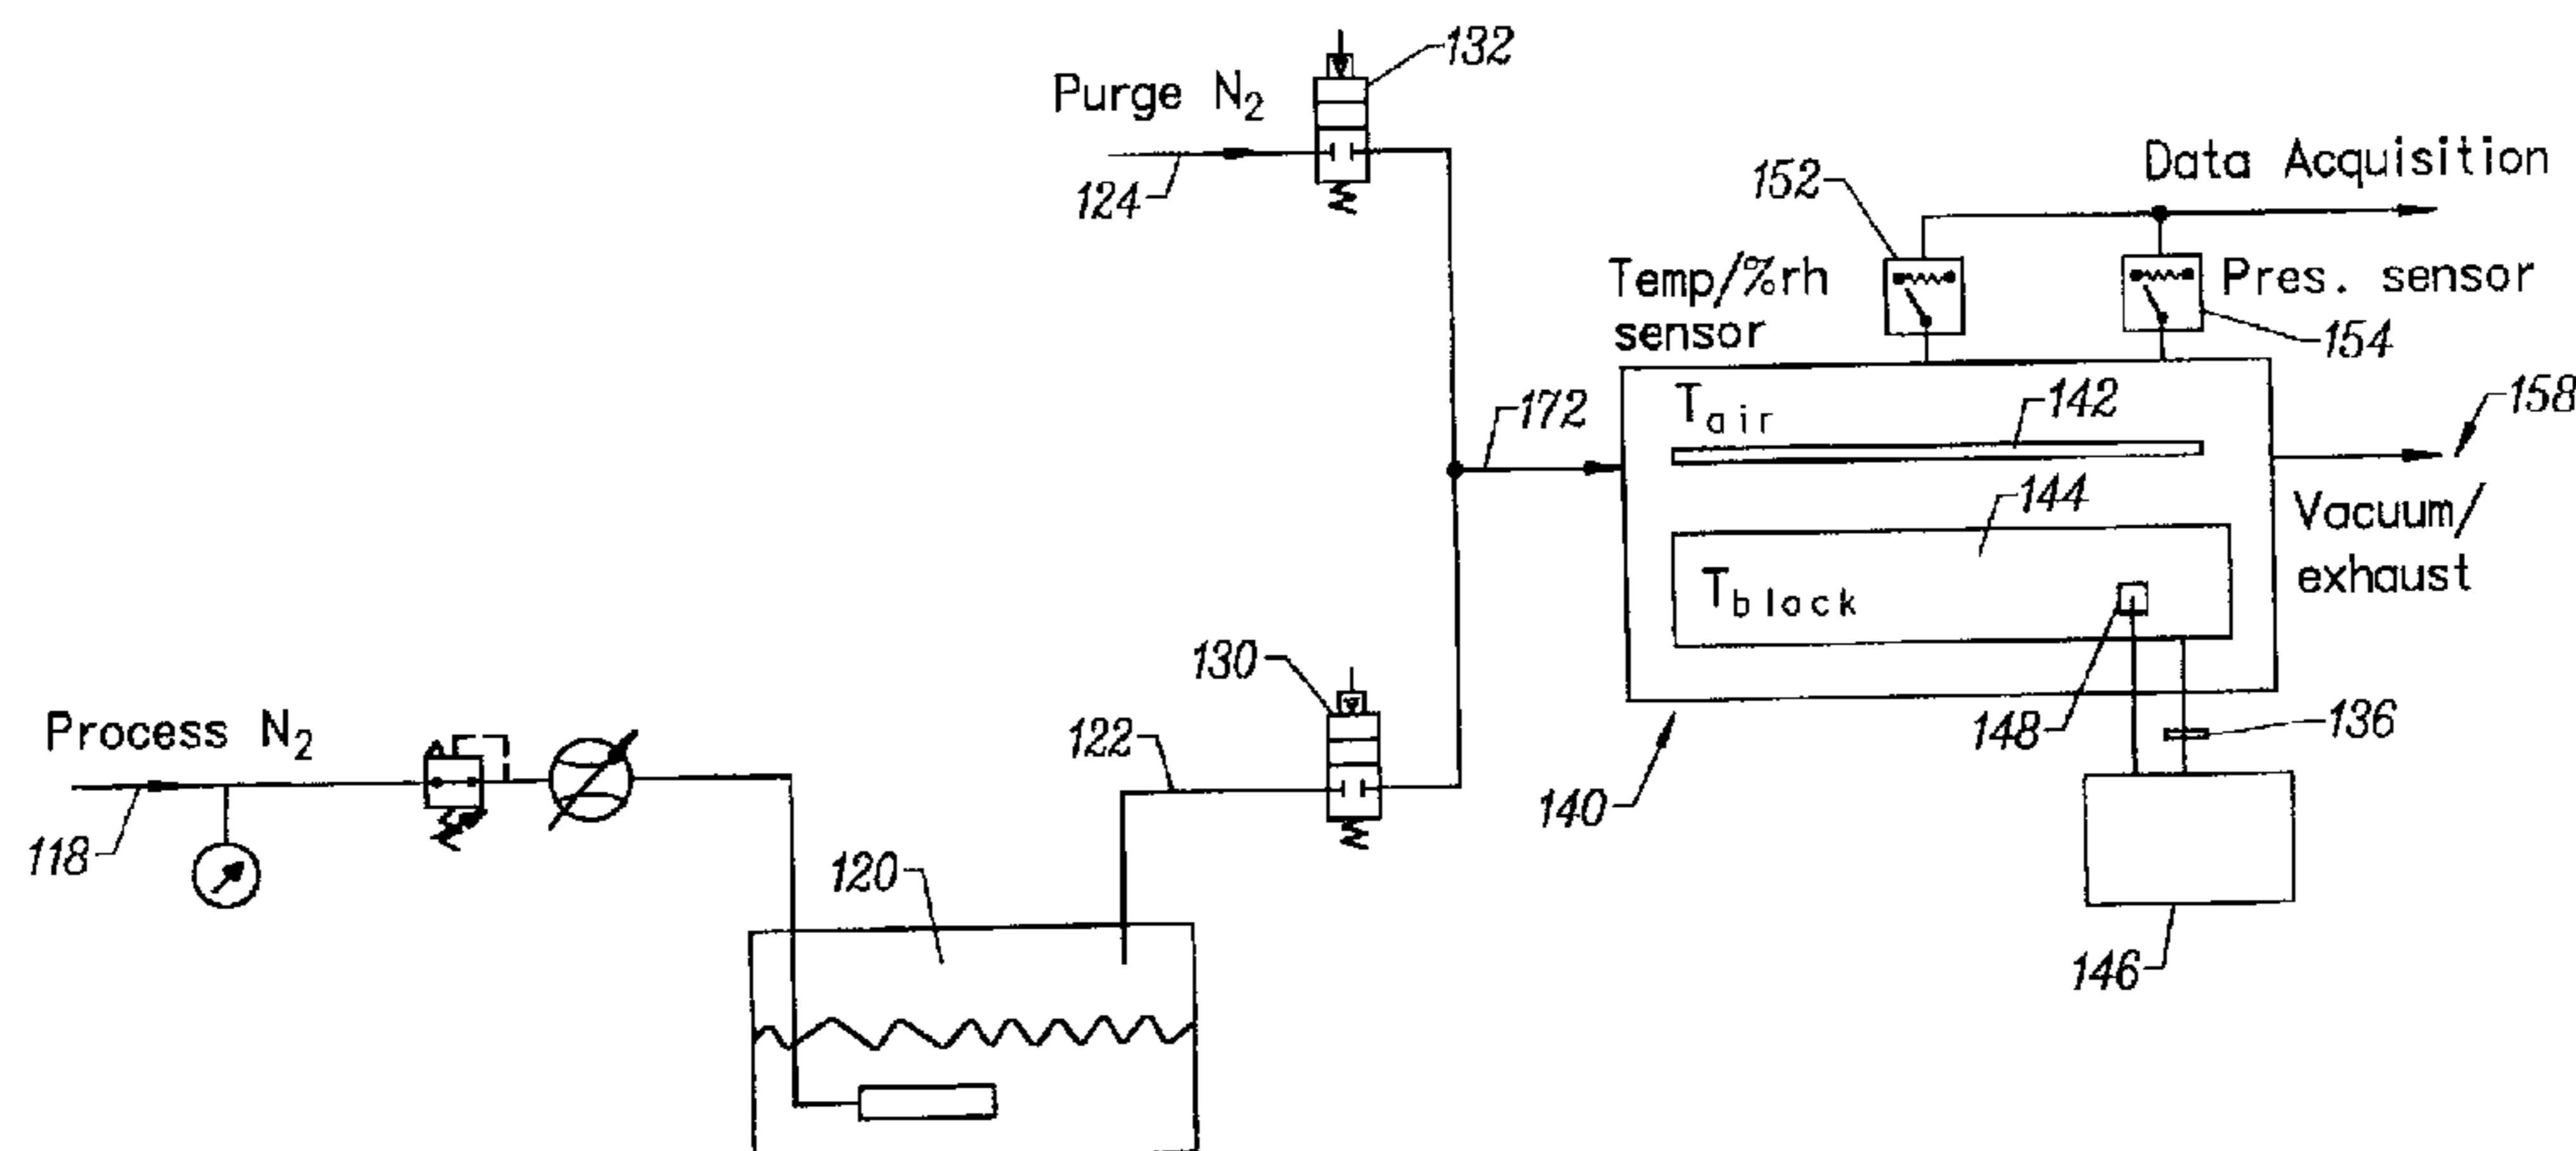 132
Purge N2
124
Data Acquisition
152
Temp/%rh
sensor
Pres. sensor
154
Tair
142
172
158
144
Vacuum/
exhaust
Tblock
130
148
136
Process N2
122
140
118
120
146